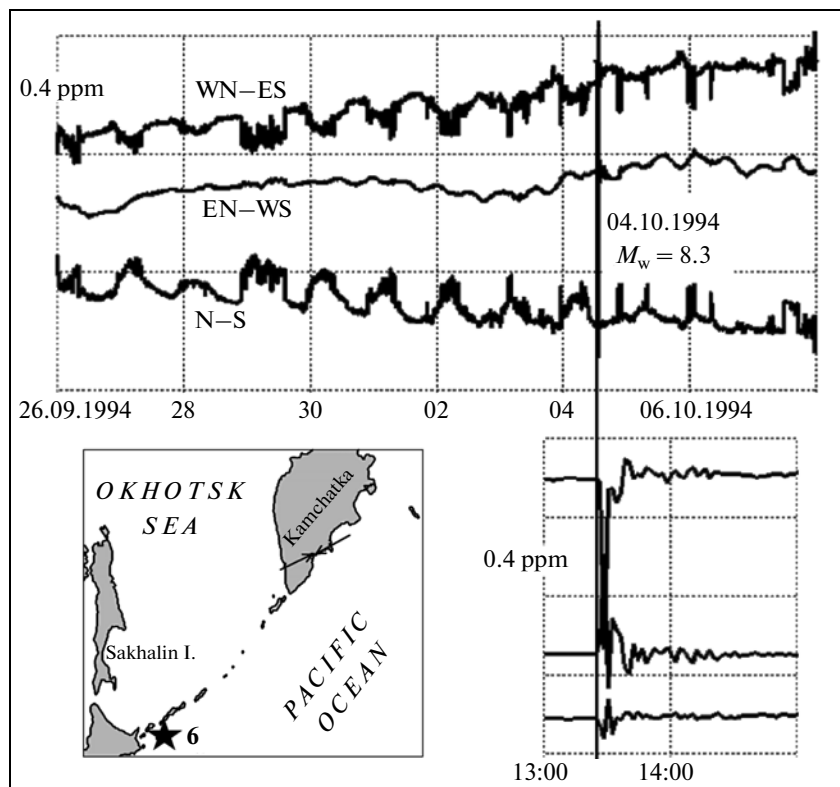 0.4 ppm
WN–ES
EN–WS
N–S
04.10.1994
Mw = 8.3
26.09.1994 28 30 02 04 06.10.1994
OKHOTSK
SEA
Kamchatka
Sakhalin I.
PACIFIC
OCEAN
6
0.4 ppm
13:00 14:00